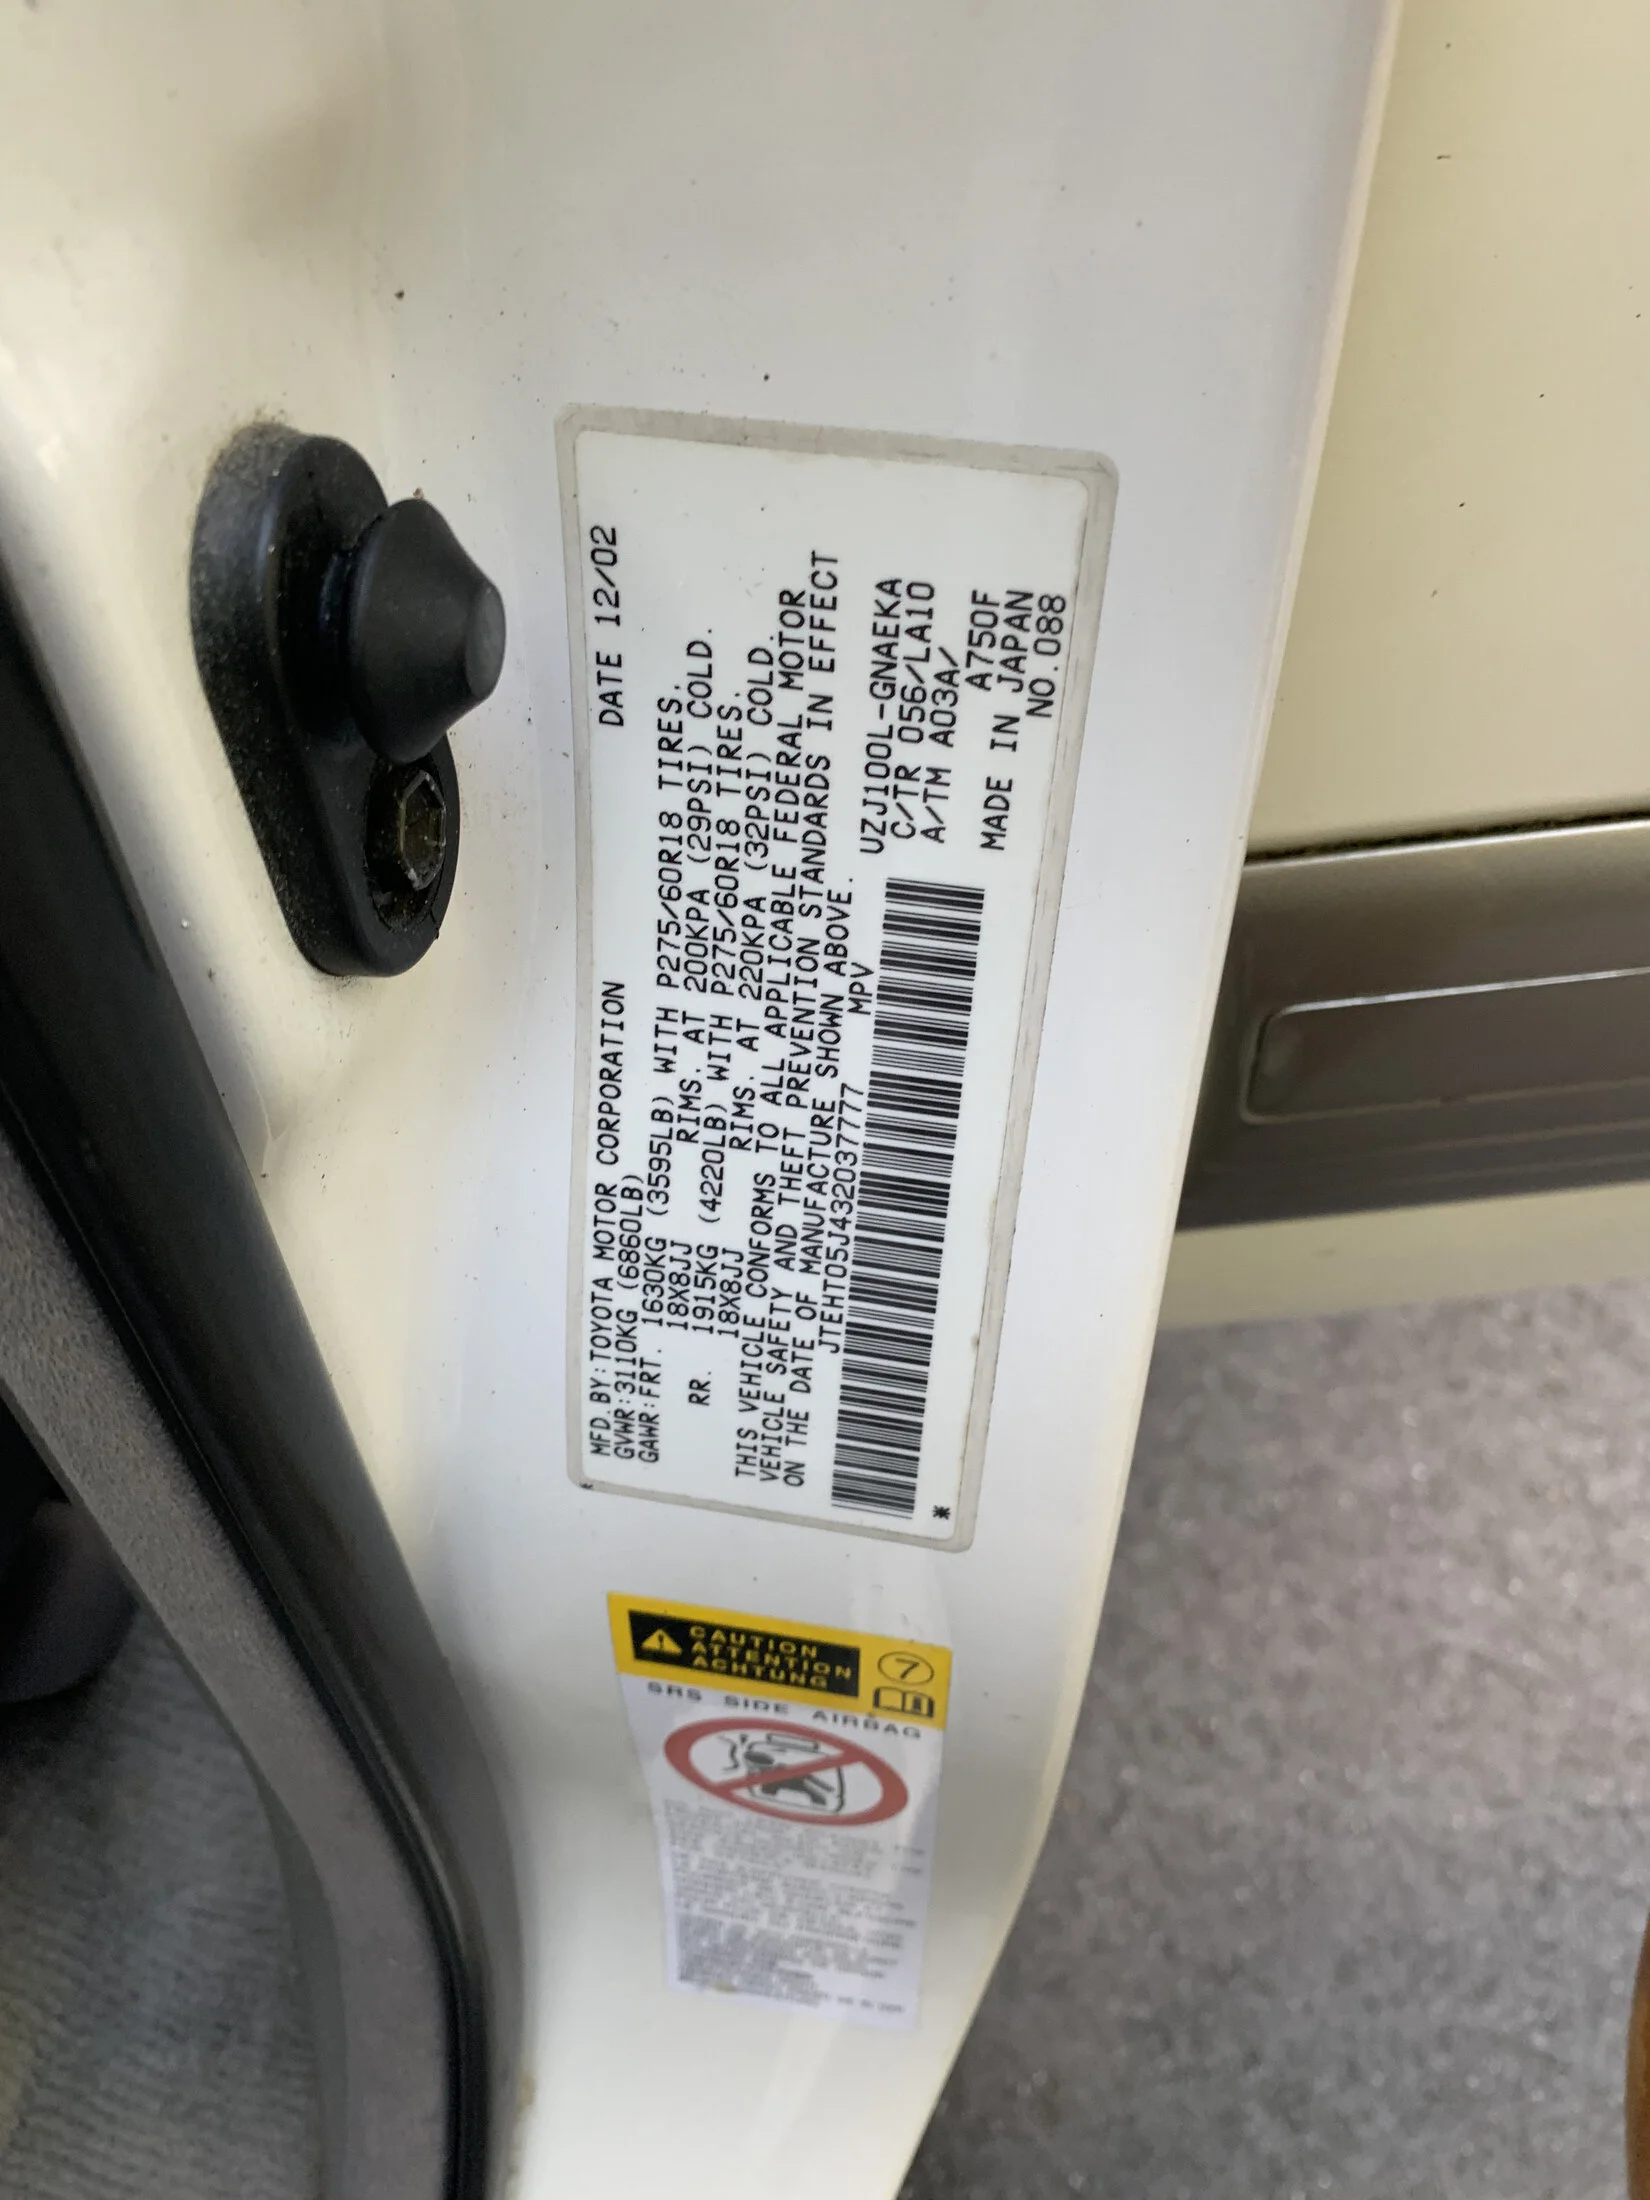 MFD.BY:TOYOTA MOTOR CORPORATION DATE 12/02
GVWR:3110KG (6860LB)
GAWR:FRT. 1630KG (3595LB) WITH P275/60R18 TIRES.
18X8JJ RIMS. AT 200KPA (29PSI) COLD.
RR. 1915KG (4220LB) WITH P275/60R18 TIRES.
18X8JJ RIMS. AT 220KPA (32PSI) COLD.
THIS VEHICLE CONFORMS TO ALL APPLICABLE FEDERAL MOTOR
VEHICLE SAFETY AND THEFT PREVENTION STANDARDS IN EFFECT
ON THE DATE OF MANUFACTURE SHOWN ABOVE.
JTEHT05J432037777 MPV
UZJ100L-GNAEKA
C/TR 056/LA10
A/TM A03A/
A750F
MADE IN JAPAN
NO.088
CAUTION
ATTENTION
ACHTUNG
7
SRS SIDE AIRBAG